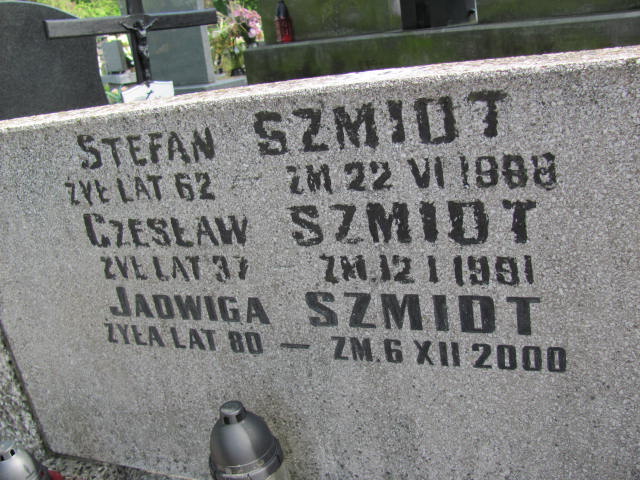 STEFAN SZMIDT
ŻYŁ LAT 62 — ZM 22 VI 1988
CZESŁAW SZMIDT
ŻYŁ LAT 37 — ZM.12 I 1991
JADWIGA SZMIDT
ŻYŁA LAT 80 — ZM.6 XII 2000